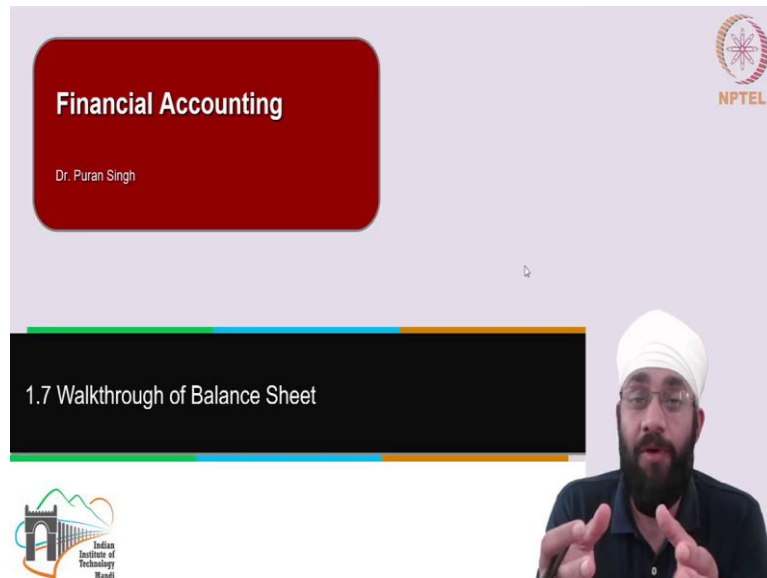 Financial Accounting
NPTEL
Dr. Puran Singh
1.7 Walkthrough of Balance Sheet
Indian
Institute of
Technology
Mandi